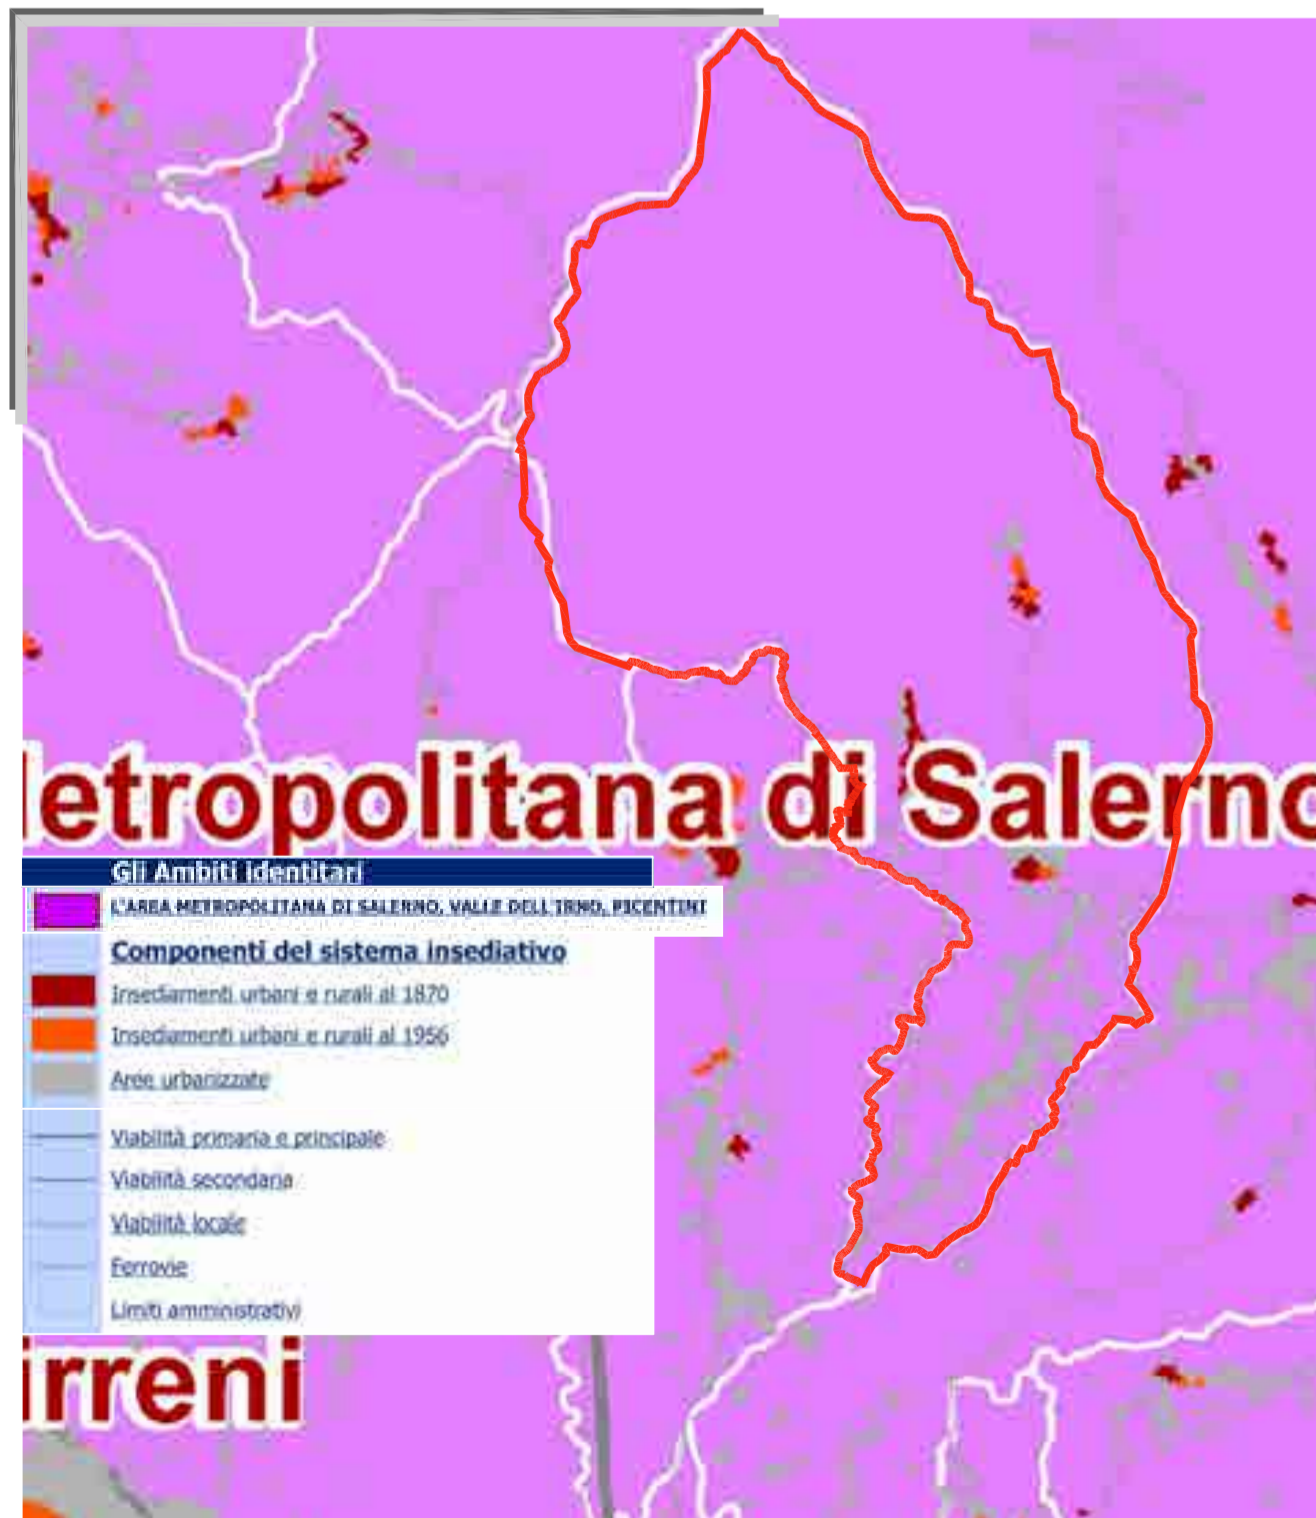 letropolitana di Salerno
Gli Ambiti identitari
L'AREA METROPOLITANA DI SALERNO, VALLE DELL'IRNO, PICENTINI
Componenti del sistema insediativo
Insediamenti urbani e rurali al 1870
Insediamenti urbani e rurali al 1956
Aree urbanizzate
Viabilità primaria e principale
Viabilità secondaria
Viabilità locale
Ferrovie
Limiti amministrativi
irreni